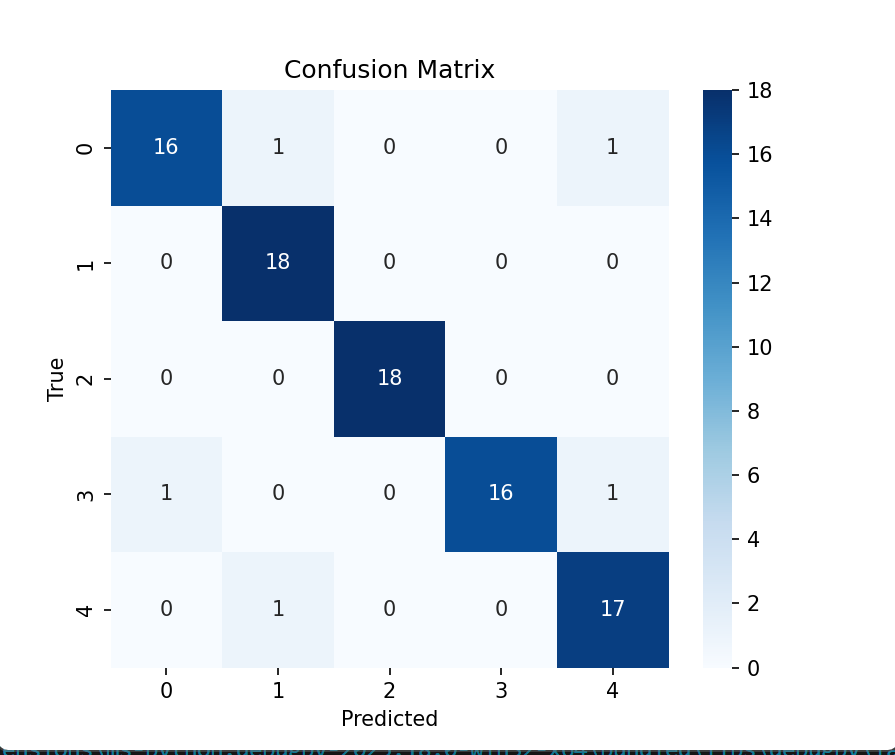 Confusion Matrix
0 16 1 0 0 1 18
16
1 0 18 0 0 0 14
12
True 2 0 0 18 0 0 10
8
3 1 0 0 16 1 6
4
4 0 1 0 0 17 2
0
0 1 2 3 4
Predicted